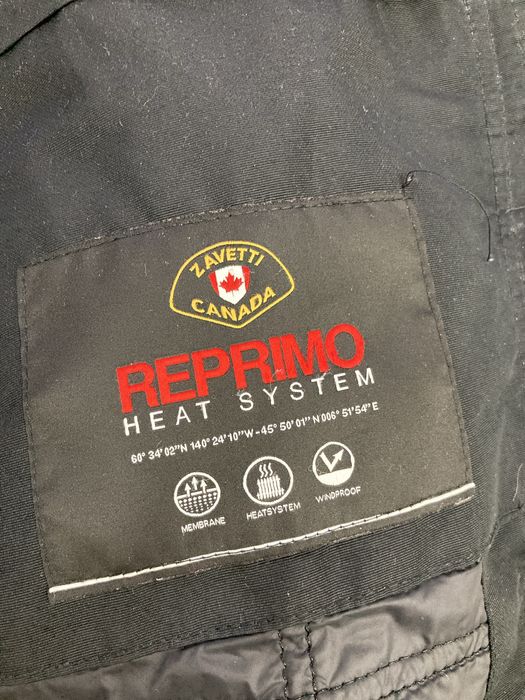 ZAVETTI
CANADA
REPRIMO
HEAT SYSTEM
60° 34' 02"N 140° 24' 10"W - 45° 50' 01" N 006° 51' 54" E
MEMBRANE
HEATSYSTEM
WINDPROOF